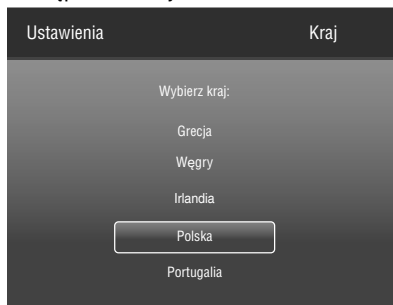 Ustawienia Kraj
Wybierz kraj:
Grecja
Węgry
Irlandia
Polska
Portugalia